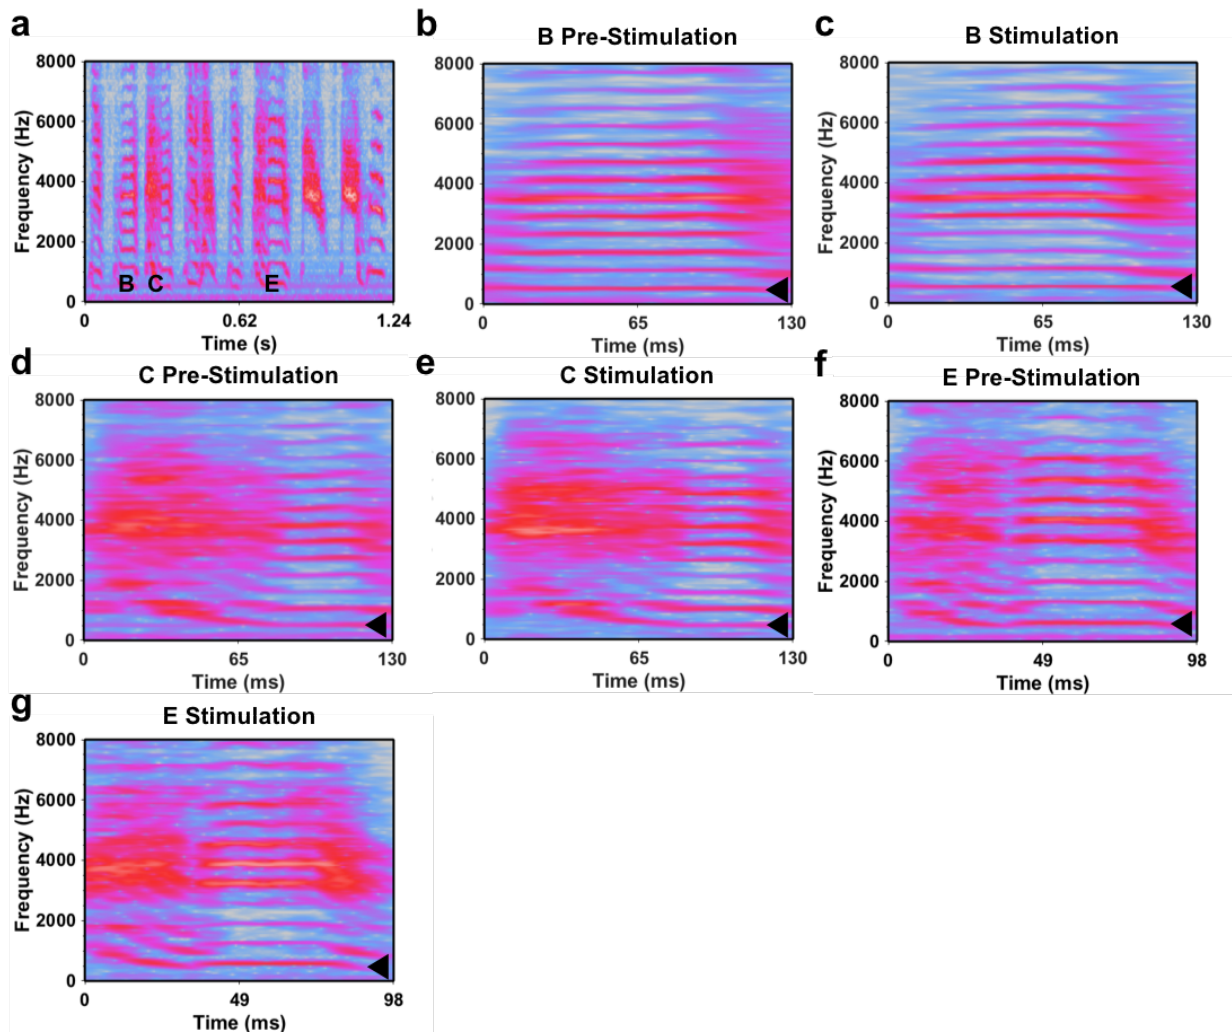 a
8000
6000
4000
2000
0
Frequency (Hz)
B C E
0 0.62 1.24
Time (s)
b
B Pre-Stimulation
8000
6000
4000
2000
0
Frequency (Hz)
0 65 130
Time (ms)
c
B Stimulation
8000
6000
4000
2000
0
Frequency (Hz)
0 65 130
Time (ms)
d
C Pre-Stimulation
8000
6000
4000
2000
0
Frequency (Hz)
0 65 130
Time (ms)
e
C Stimulation
8000
6000
4000
2000
0
Frequency (Hz)
0 65 130
Time (ms)
f
E Pre-Stimulation
8000
6000
4000
2000
0
Frequency (Hz)
0 49 98
Time (ms)
g
E Stimulation
8000
6000
4000
2000
0
Frequency (Hz)
0 49 98
Time (ms)